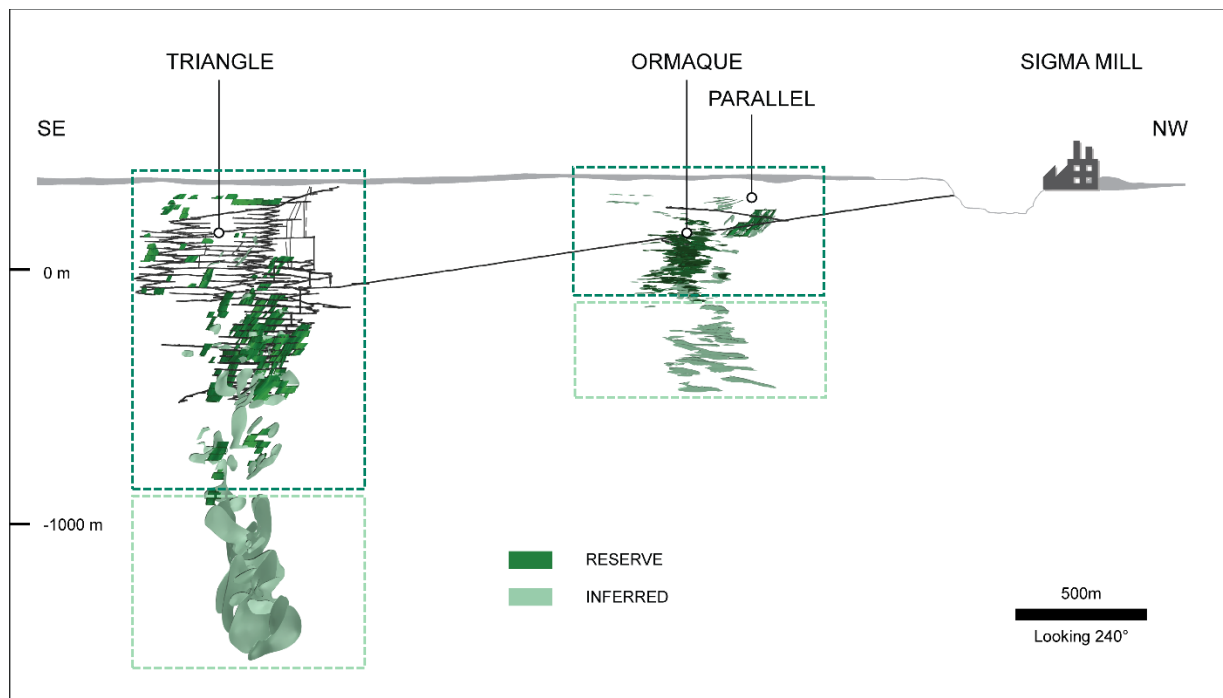 TRIANGLE
ORMAQUE
SIGMA MILL
PARALLEL
SE
NW
0 m
-1000 m
RESERVE
INFERRED
500m
Looking 240°